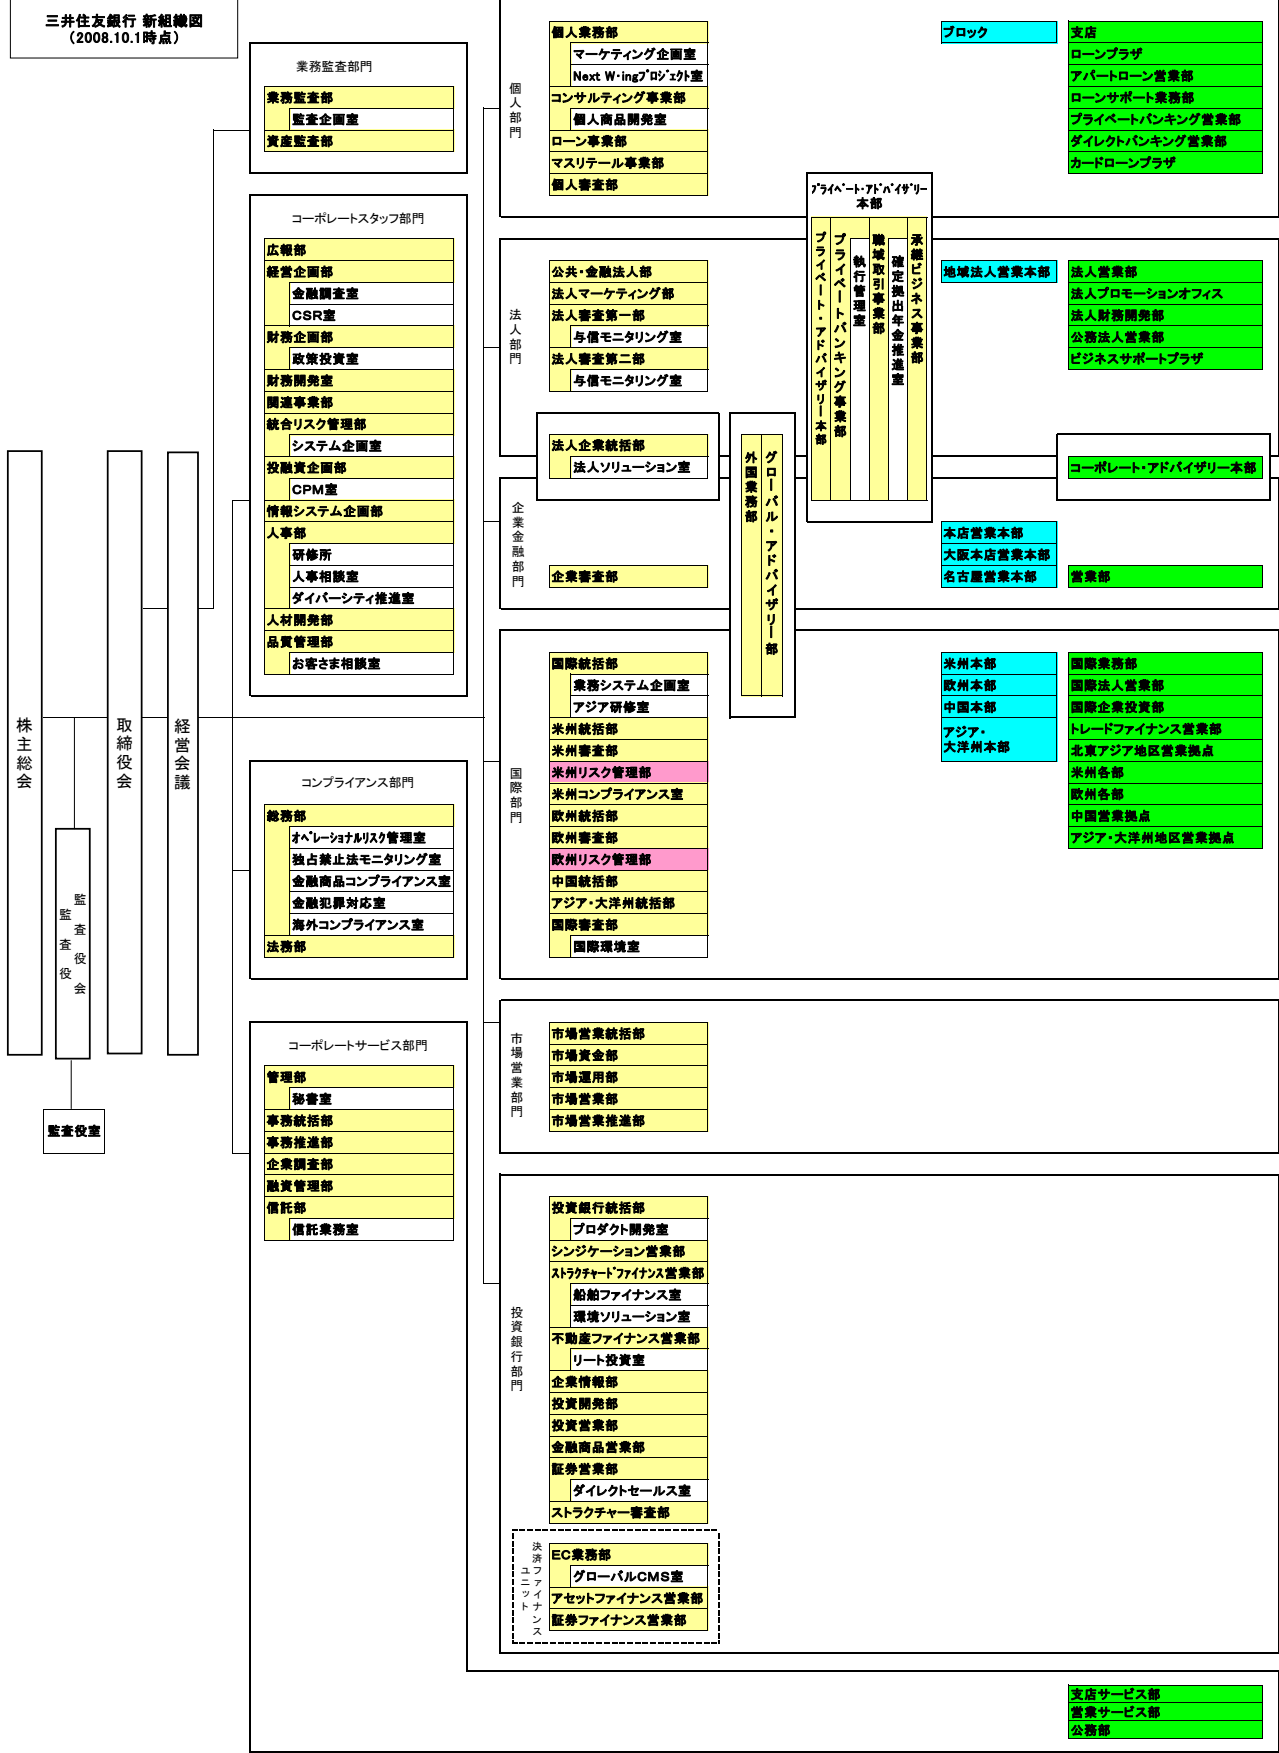 三井住友銀行 新組織図
(2008.10.1時点)
株主総会
監査役会
監査役
監査役室
取締役会
経営会議
業務監査部門
業務監査部
監査企画室
資産監査部
コーポレートスタッフ部門
広報部
経営企画部
金融調査室
CSR室
財務企画部
政策投資室
財務開発室
関連事業部
統合リスク管理部
システム企画室
投融資企画部
CPM室
情報システム企画部
人事部
研修所
人事相談室
ダイバーシティ推進室
人材開発部
品質管理部
お客さま相談室
コンプライアンス部門
総務部
オペレーショナルリスク管理室
独占禁止法モニタリング室
金融商品コンプライアンス室
金融犯罪対応室
海外コンプライアンス室
法務部
コーポレートサービス部門
管理部
秘書室
事務統括部
事務推進部
企業調査部
融資管理部
信託部
信託業務室
個人部門
個人業務部
マーケティング企画室
Next W・ingプロジェクト室
コンサルティング事業部
個人商品開発室
ローン事業部
マスリテール事業部
個人審査部
ブロック
支店
ローンプラザ
アパートローン営業部
ローンサポート業務部
プライベートバンキング営業部
ダイレクトバンキング営業部
カードローンプラザ
プライベート・アドバイザリー
本部
プライベート・アドバイザリー本部
プライベートバンキング事業部
執行管理室
職域取引事業部
確定拠出年金推進室
承継ビジネス事業部
法人部門
公共・金融法人部
法人マーケティング部
法人審査第一部
与信モニタリング室
法人審査第二部
与信モニタリング室
地域法人営業本部
法人営業部
法人プロモーションオフィス
法人財務開発部
公務法人営業部
ビジネスサポートプラザ
法人企業統括部
法人ソリューション室
外国業務部
グローバル・アドバイザリー部
コーポレート・アドバイザリー本部
企業金融部門
企業審査部
本店営業本部
大阪本店営業本部
名古屋営業本部
営業部
国際部門
国際統括部
業務システム企画室
アジア研修室
米州統括部
米州審査部
米州リスク管理部
米州コンプライアンス室
欧州統括部
欧州審査部
欧州リスク管理部
中国統括部
アジア・大洋州統括部
国際審査部
国際環境室
米州本部
欧州本部
中国本部
アジア・
大洋州本部
国際業務部
国際法人営業部
国際企業投資部
トレードファイナンス営業部
北東アジア地区営業拠点
米州各部
欧州各部
中国営業拠点
アジア・大洋州地区営業拠点
市場営業部門
市場営業統括部
市場資金部
市場運用部
市場営業部
市場営業推進部
投資銀行部門
投資銀行統括部
プロダクト開発室
シンジケーション営業部
ストラクチャードファイナンス営業部
船舶ファイナンス室
環境ソリューション室
不動産ファイナンス営業部
リート投資室
企業情報部
投資開発部
投資営業部
金融商品営業部
証券営業部
ダイレクトセールス室
ストラクチャー審査部
決済ファイナンス
ユニット
EC業務部
グローバルCMS室
アセットファイナンス営業部
証券ファイナンス営業部
支店サービス部
営業サービス部
公務部